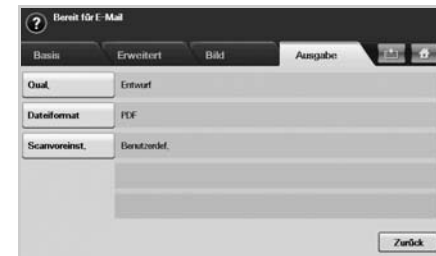 ? Bereit für E-Mail
Basis Erweitert Bild Ausgabe
Qual. Entwurf
Dateiformat PDF
Scanvoreinst. Benutzerdef.
Zurück